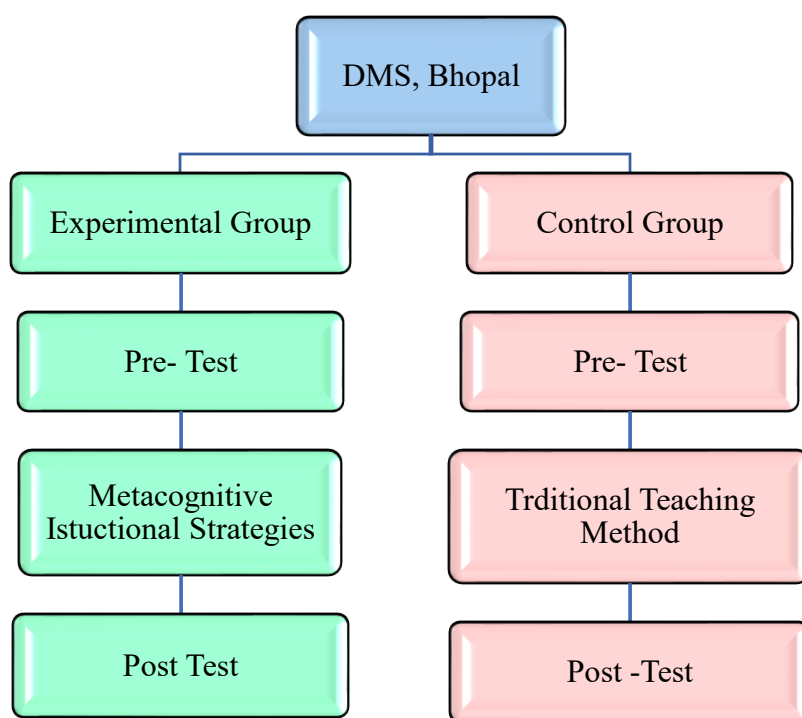 DMS, Bhopal
Experimental Group
Control Group
Pre- Test
Pre- Test
Metacognitive
Istuctional Strategies
Trditional Teaching
Method
Post Test
Post -Test